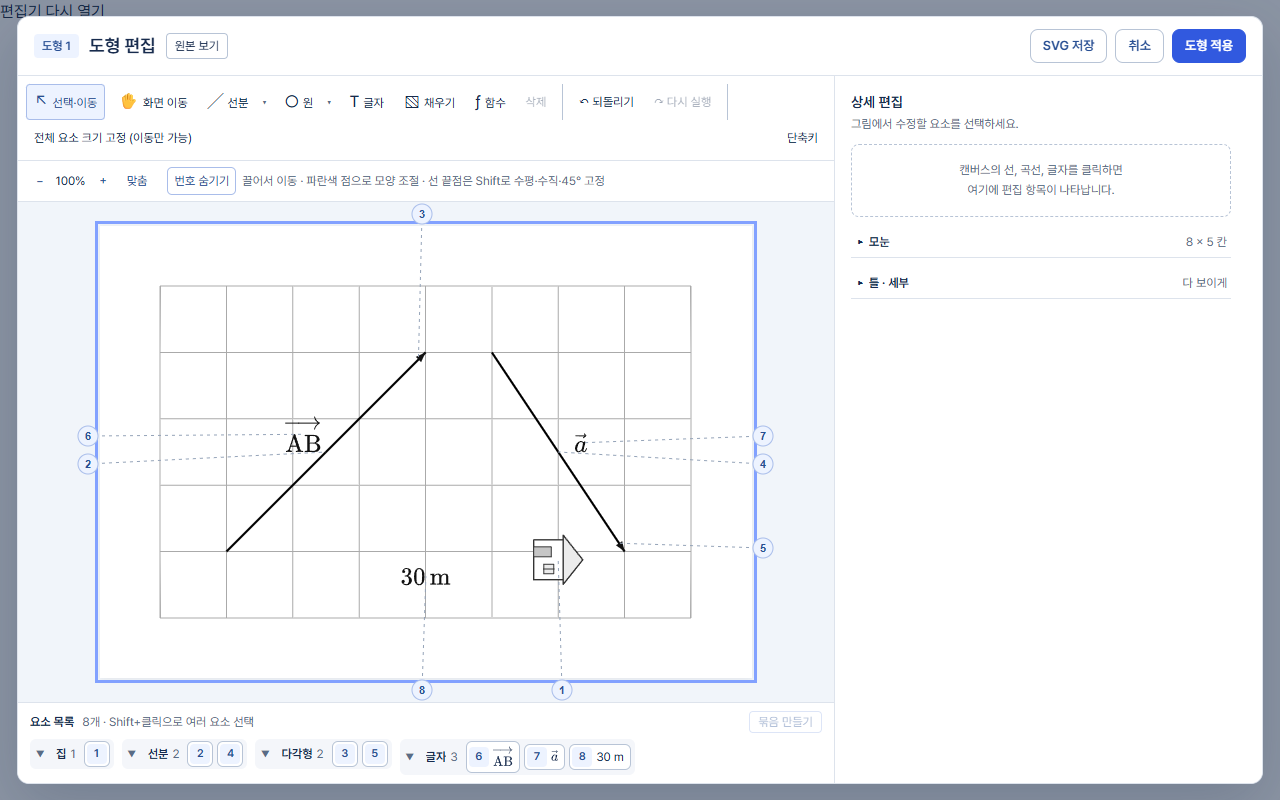 편집기 다시 열기
도형 1 도형 편집 원본 보기 SVG 저장 취소 도형 적용
선택·이동 화면 이동 선분 원 T 글자 채우기 ƒ 함수 삭제 되돌리기 다시 실행
전체 요소 크기 고정 (이동만 가능) 단축키
− 100% + 맞춤 번호 숨기기 끌어서 이동 · 파란색 점으로 모양 조절 · 선 끝점은 Shift로 수평·수직·45° 고정
상세 편집
그림에서 수정할 요소를 선택하세요.
캔버스의 선, 곡선, 글자를 클릭하면
여기에 편집 항목이 나타납니다.
▸ 모눈 8 × 5 칸
▸ 틀 · 세부 다 보이게
3
6 AB a 7
2 4
5
30 m
8 1
요소 목록 8개 · Shift+클릭으로 여러 요소 선택 묶음 만들기
▼ 집 1 1 ▼ 선분 2 2 4 ▼ 다각형 2 3 5 ▼ 글자 3 6 AB 7 a 8 30 m